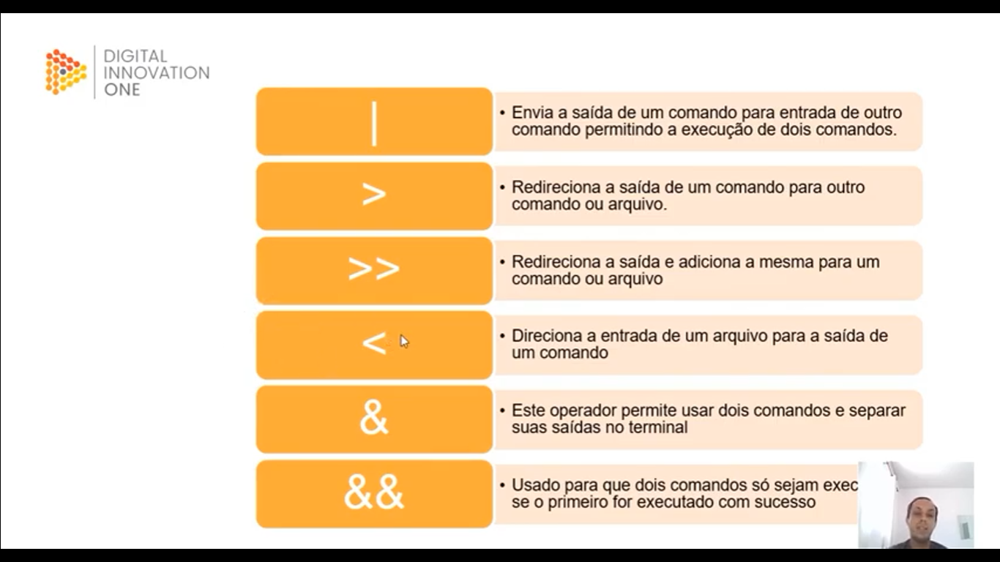 DIGITAL
INNOVATION
ONE
|
• Envia a saída de um comando para entrada de outro
comando permitindo a execução de dois comandos.
>
• Redireciona a saída de um comando para outro
comando ou arquivo.
>>
• Redireciona a saída e adiciona a mesma para um
comando ou arquivo
<
• Direciona a entrada de um arquivo para a saída de
um comando
&
• Este operador permite usar dois comandos e separar
suas saídas no terminal
&&
• Usado para que dois comandos só sejam
se o primeiro for executado com sucesso